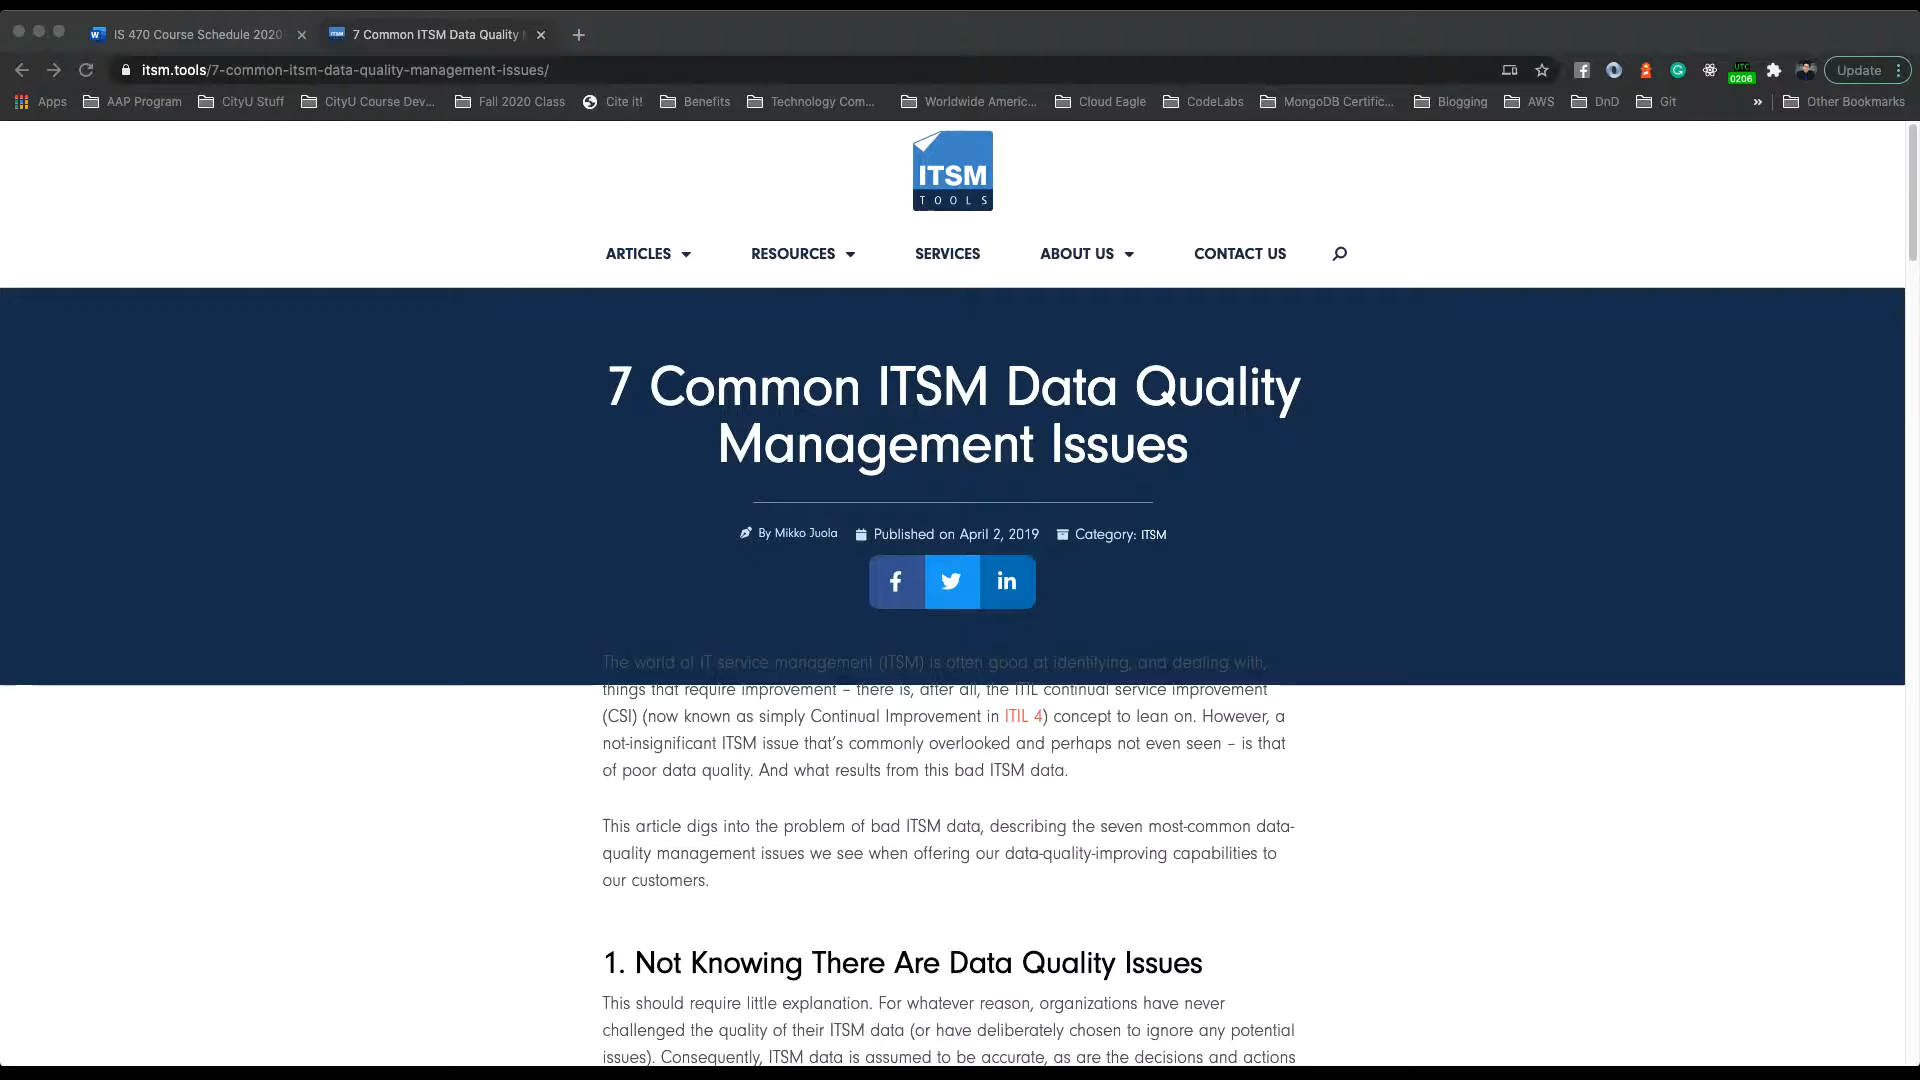 IS 470 Course Schedule 2020
7 Common ITSM Data Quality
itsm.tools/7-common-itsm-data-quality-management-issues/
UTC
0206
Update
Apps
AAP Program
CityU Stuff
CityU Course Dev...
Fall 2020 Class
Cite it!
Benefits
Technology Com...
Worldwide Americ...
Cloud Eagle
CodeLabs
MongoDB Certific...
Blogging
AWS
DnD
Git
»
Other Bookmarks
ITSM
TOOLS
ARTICLES
RESOURCES
SERVICES
ABOUT US
CONTACT US
7 Common ITSM Data Quality
Management Issues
By Mikko Juola
Published on April 2, 2019
Category: ITSM
The world of IT service management (ITSM) is often good at identifying, and dealing with,
things that require improvement – there is, after all, the ITIL continual service improvement
(CSI) (now known as simply Continual Improvement in ITIL 4) concept to lean on. However, a
not-insignificant ITSM issue that’s commonly overlooked and perhaps not even seen – is that
of poor data quality. And what results from this bad ITSM data.
This article digs into the problem of bad ITSM data, describing the seven most-common data-
quality management issues we see when offering our data-quality-improving capabilities to
our customers.
1. Not Knowing There Are Data Quality Issues
This should require little explanation. For whatever reason, organizations have never
challenged the quality of their ITSM data (or have deliberately chosen to ignore any potential
issues). Consequently, ITSM data is assumed to be accurate, as are the decisions and actions